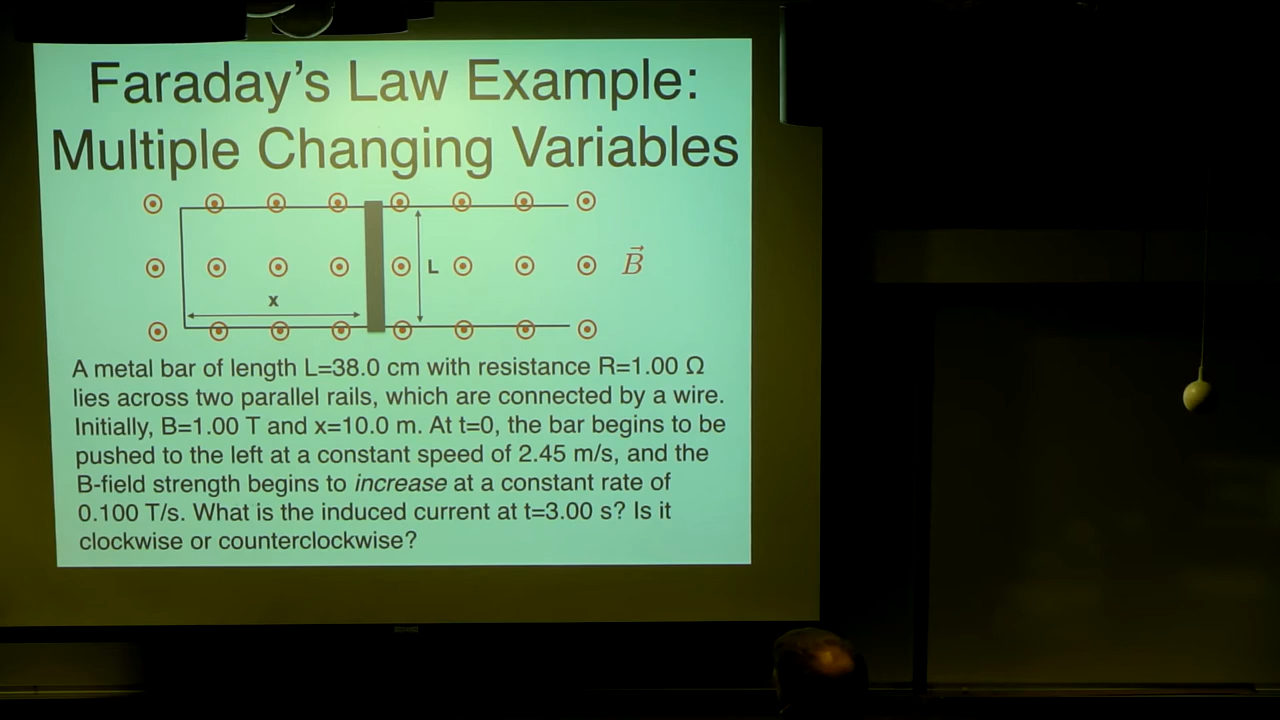 Faraday's Law Example:
Multiple Changing Variables
B
L
x
A metal bar of length L=38.0 cm with resistance R=1.00 Ω
lies across two parallel rails, which are connected by a wire.
Initially, B=1.00 T and x=10.0 m. At t=0, the bar begins to be
pushed to the left at a constant speed of 2.45 m/s, and the
B-field strength begins to increase at a constant rate of
0.100 T/s. What is the induced current at t=3.00 s? Is it
clockwise or counterclockwise?